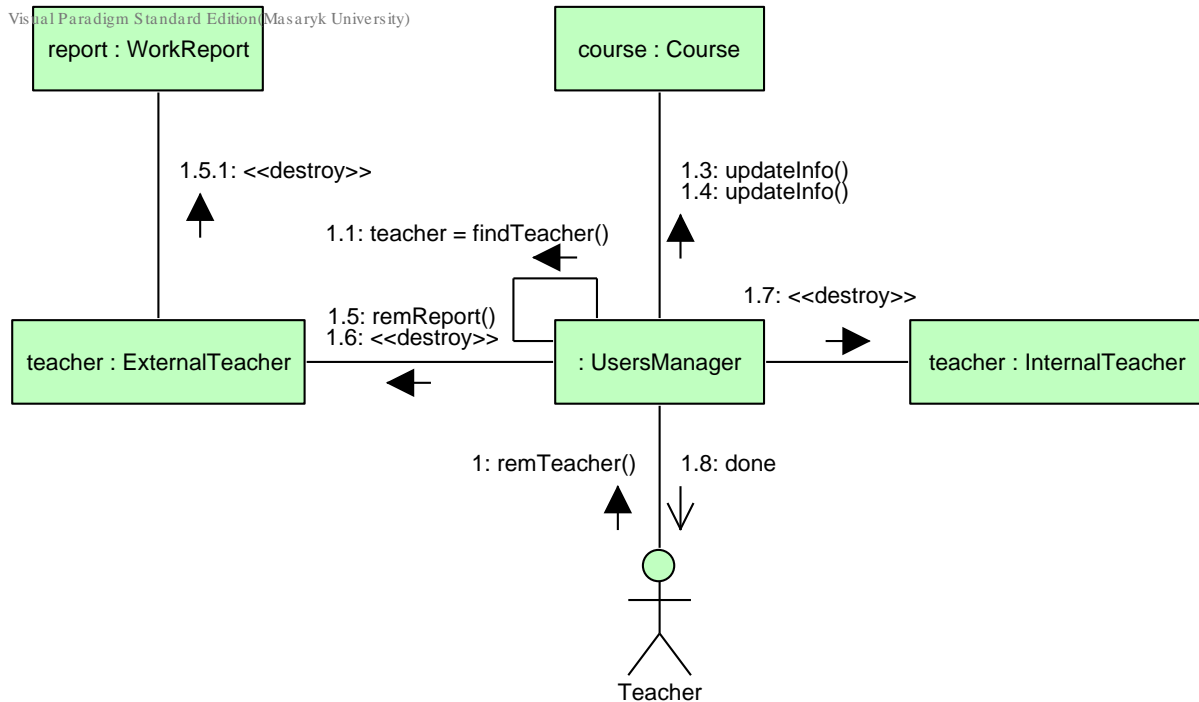 Visual Paradigm Standard Edition(Masaryk University)
report : WorkReport
course : Course
1.5.1: <<destroy>>
1.3: updateInfo()
1.4: updateInfo()
1.1: teacher = findTeacher()
1.7: <<destroy>>
1.5: remReport()
1.6: <<destroy>>
teacher : ExternalTeacher
: UsersManager
teacher : InternalTeacher
1: remTeacher()
1.8: done
Teacher